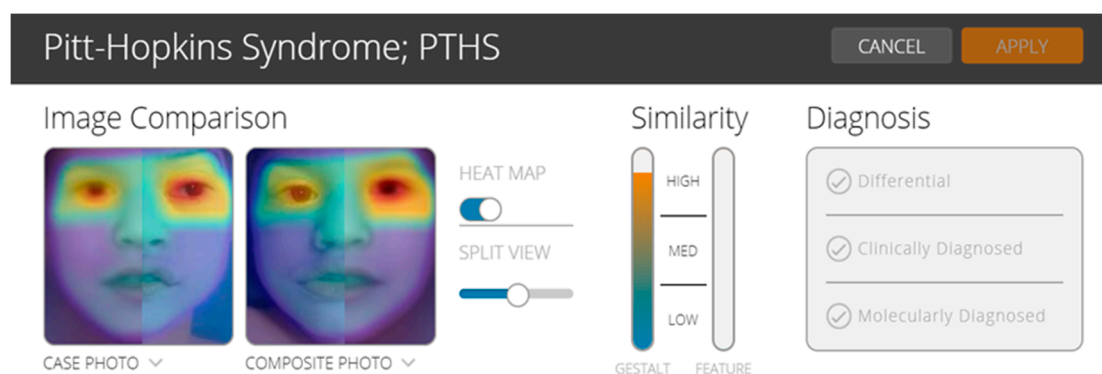 Pitt-Hopkins Syndrome; PTHS
CANCEL
APPLY
Image Comparison
Similarity
Diagnosis
HEAT MAP
SPLIT VIEW
HIGH
MED
LOW
Differential
Clinically Diagnosed
Molecularly Diagnosed
CASE PHOTO
COMPOSITE PHOTO
GESTALT
FEATURE